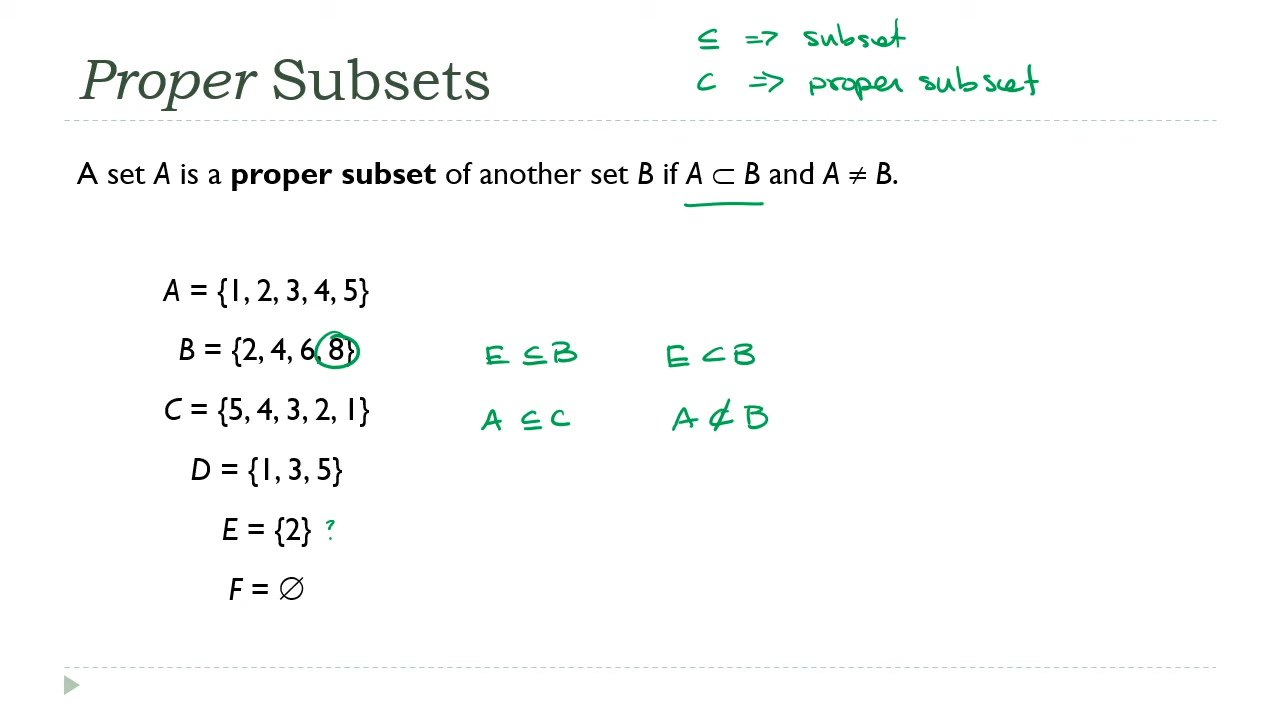 ⊆ => subset
Proper Subsets
⊂ => proper subset
A set A is a proper subset of another set B if A ⊂ B and A ≠ B.
A = {1, 2, 3, 4, 5}
B = {2, 4, 6, 8} E ⊆ B E ⊂ B
C = {5, 4, 3, 2, 1} A ⊆ C A ⊄ B
D = {1, 3, 5}
E = {2} ?
F = ∅